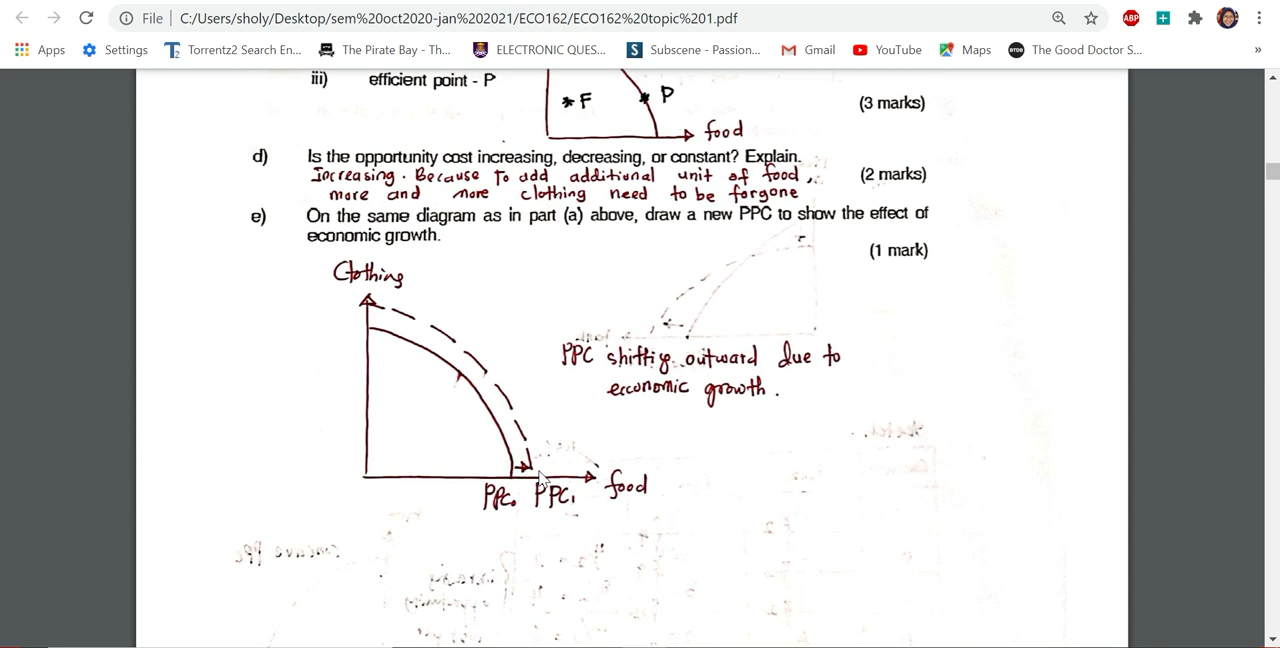 File | C:/Users/sholy/Desktop/sem%20oct2020-jan%202021/ECO162/ECO162%20topic%201.pdf
ABP
Apps Settings Torrentz2 Search En... The Pirate Bay - Th... ELECTRONIC QUES... S Subscene - Passion... Gmail YouTube Maps The Good Doctor S... »
iii) efficient point - P
F
P
(3 marks)
food
d) Is the opportunity cost increasing, decreasing, or constant? Explain.
Increasing. Because to add additional unit of food, (2 marks)
more and more clothing need to be forgone
e) On the same diagram as in part (a) above, draw a new PPC to show the effect of
economic growth.
(1 mark)
Clothing
PPC shiftig outward due to
economic growth.
PPC₀ PPC₁ food